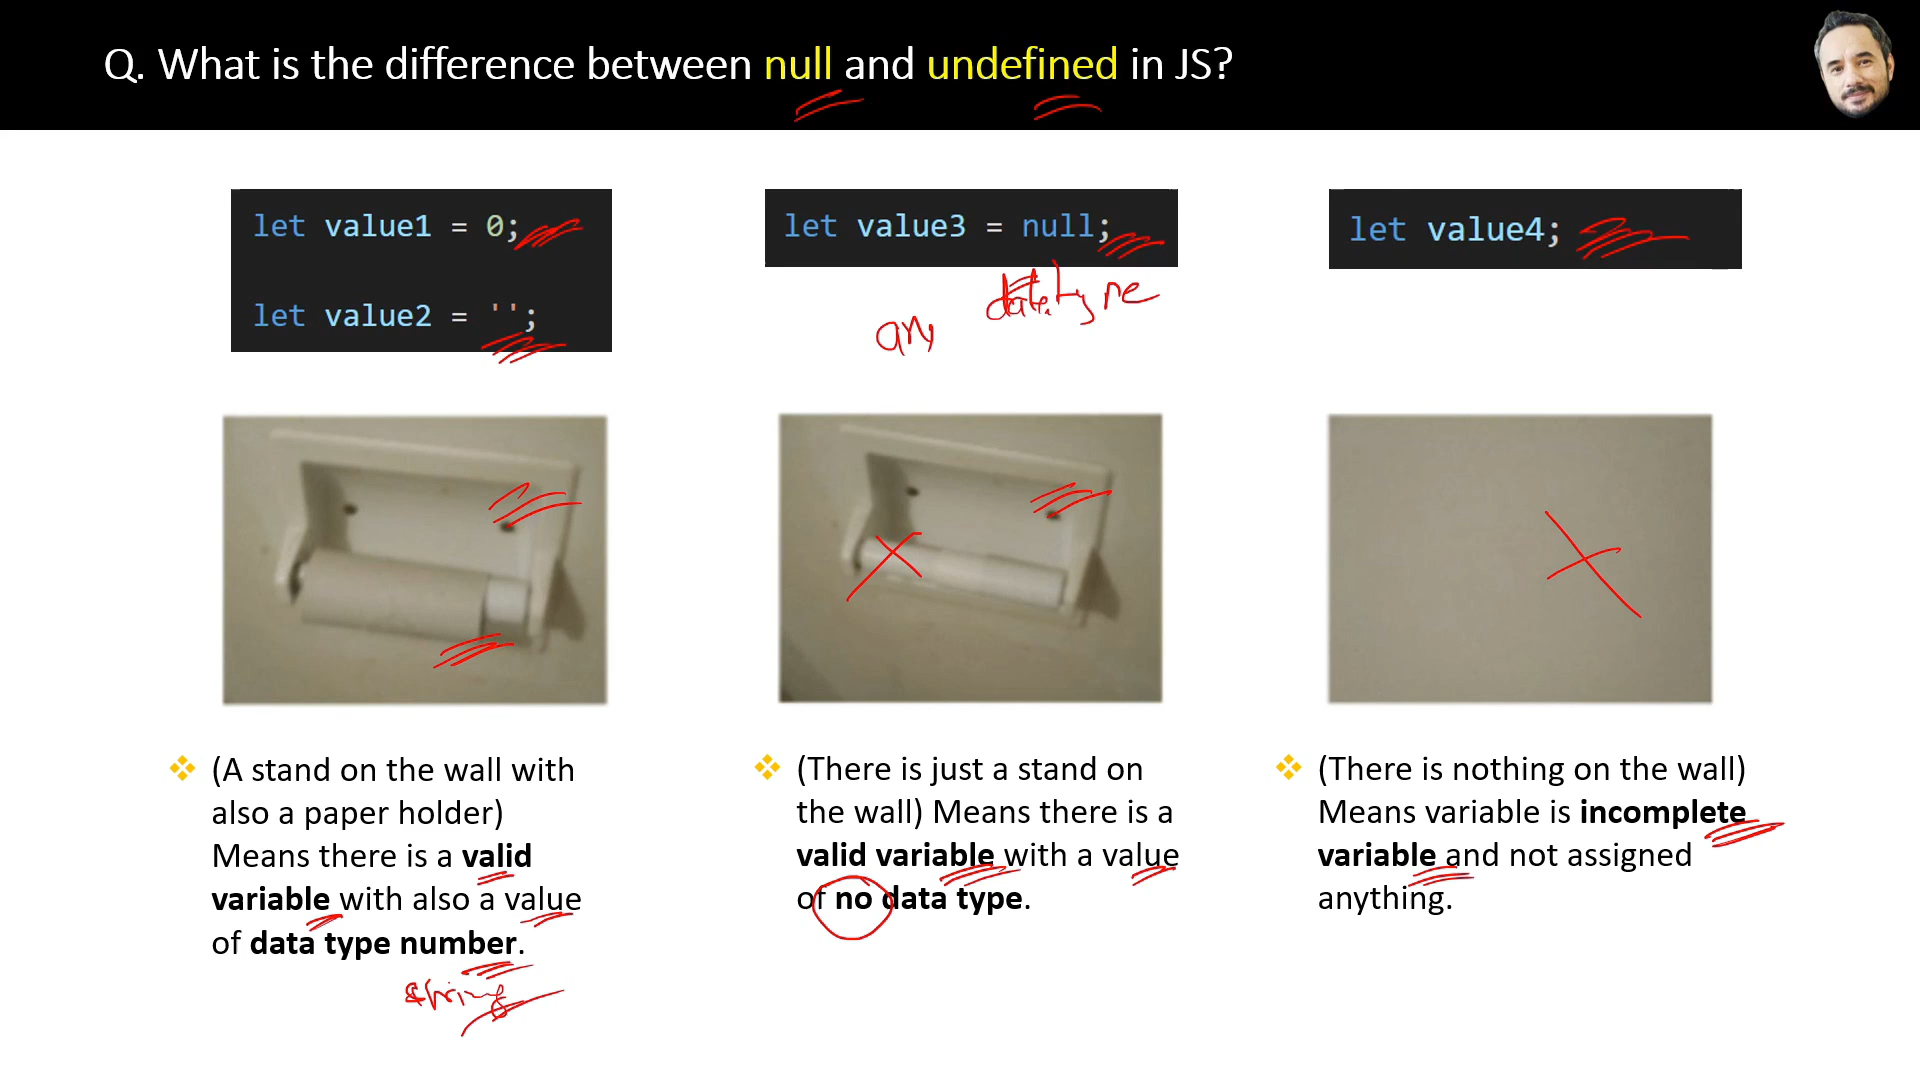 Q. What is the difference between null and undefined in JS?
let value1 = 0;
let value2 = '';
let value3 = null;
any
datatype
let value4;
(A stand on the wall with
also a paper holder)
Means there is a valid
variable with also a value
of data type number.
string
(There is just a stand on
the wall) Means there is a
valid variable with a value
of no data type.
(There is nothing on the wall)
Means variable is incomplete
variable and not assigned
anything.